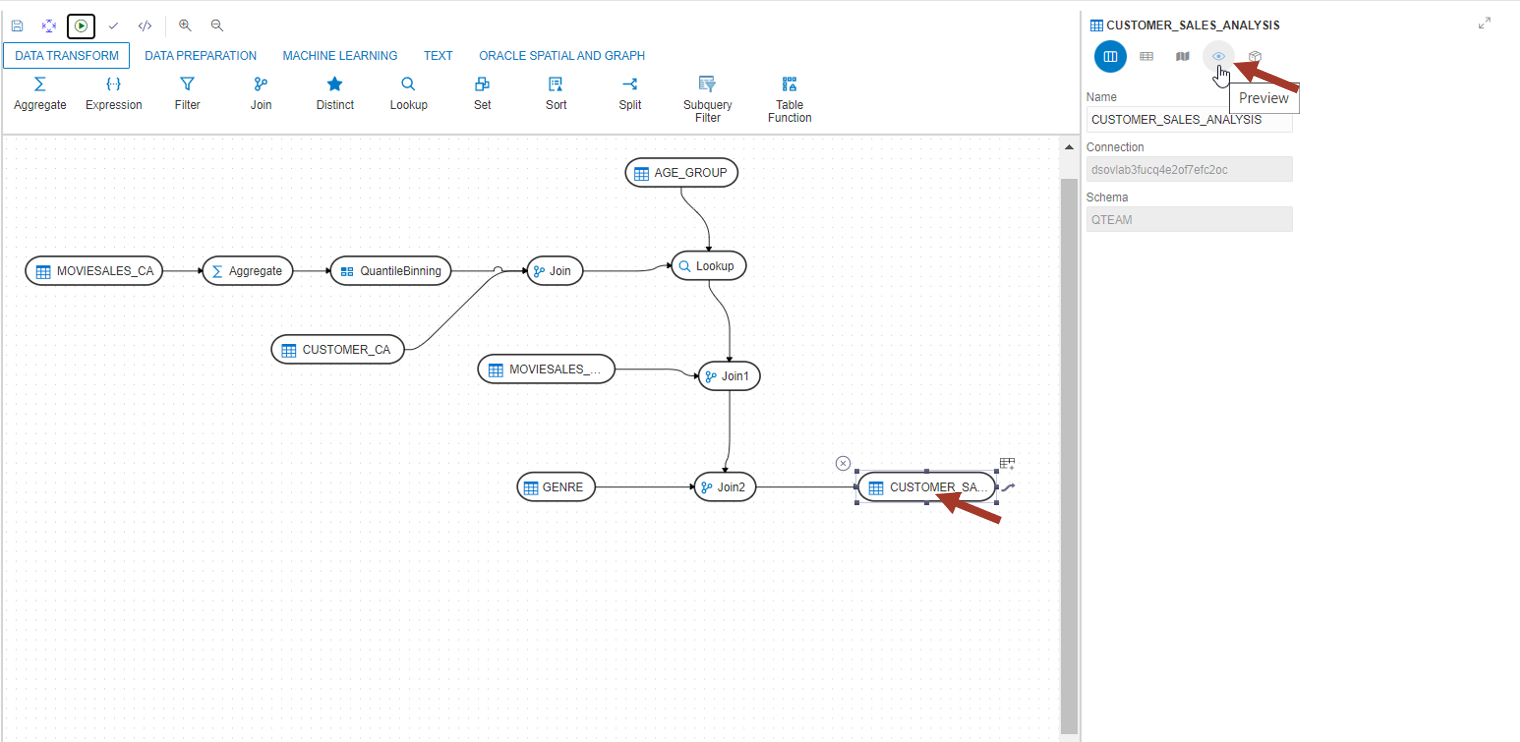 DATA TRANSFORM DATA PREPARATION MACHINE LEARNING TEXT ORACLE SPATIAL AND GRAPH
Aggregate Expression Filter Join Distinct Lookup Set Sort Split Subquery Filter Table Function
AGE_GROUP
MOVIESALES_CA Aggregate QuantileBinning Join Lookup
CUSTOMER_CA
MOVIESALES_... Join1
GENRE Join2 CUSTOMER_SA...
CUSTOMER_SALES_ANALYSIS
Preview
Name
CUSTOMER_SALES_ANALYSIS
Connection
dsovlab3fucq4e2of7efc2oc
Schema
QTEAM